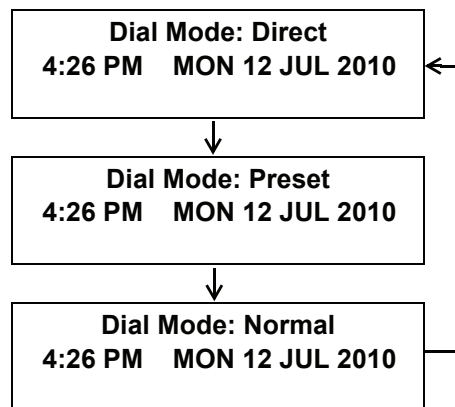 Dial Mode: Direct
4:26 PM MON 12 JUL 2010
Dial Mode: Preset
4:26 PM MON 12 JUL 2010
Dial Mode: Normal
4:26 PM MON 12 JUL 2010